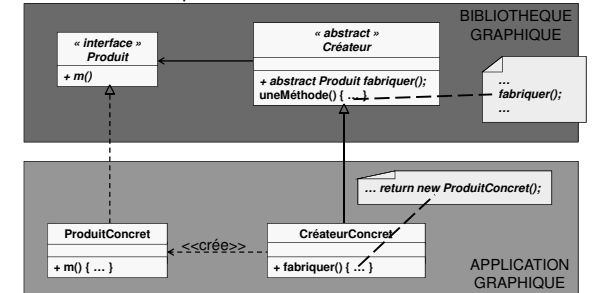 BIBLIOTHEQUE
GRAPHIQUE
« interface »
Produit
+ m()
« abstract »
Créateur
+ abstract Produit fabriquer();
uneMéthode() { ... }
...
fabriquer();
...
... return new ProduitConcret();
ProduitConcret
+ m() { ... }
<<crée>>
CréateurConcret
+ fabriquer() { ... }
APPLICATION
GRAPHIQUE